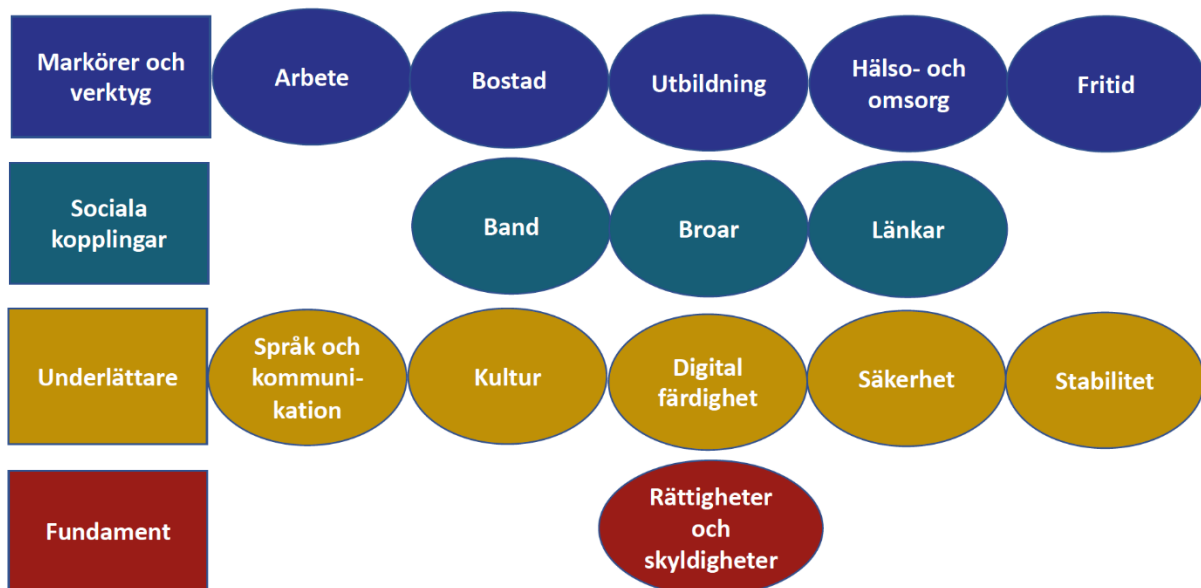 Markörer och
verktyg
Arbete
Bostad
Utbildning
Hälso- och
omsorg
Fritid
Sociala
kopplingar
Band
Broar
Länkar
Underlättare
Språk och
kommuni-
kation
Kultur
Digital
färdighet
Säkerhet
Stabilitet
Fundament
Rättigheter
och
skyldigheter